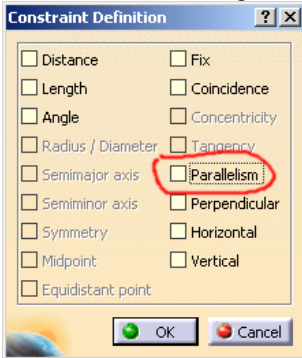 Constraint Definition
Distance
Fix
Length
Coincidence
Angle
Concentricity
Radius / Diameter
Tangency
Semimajor axis
Parallelism
Semiminor axis
Perpendicular
Symmetry
Horizontal
Midpoint
Vertical
Equidistant point
OK
Cancel